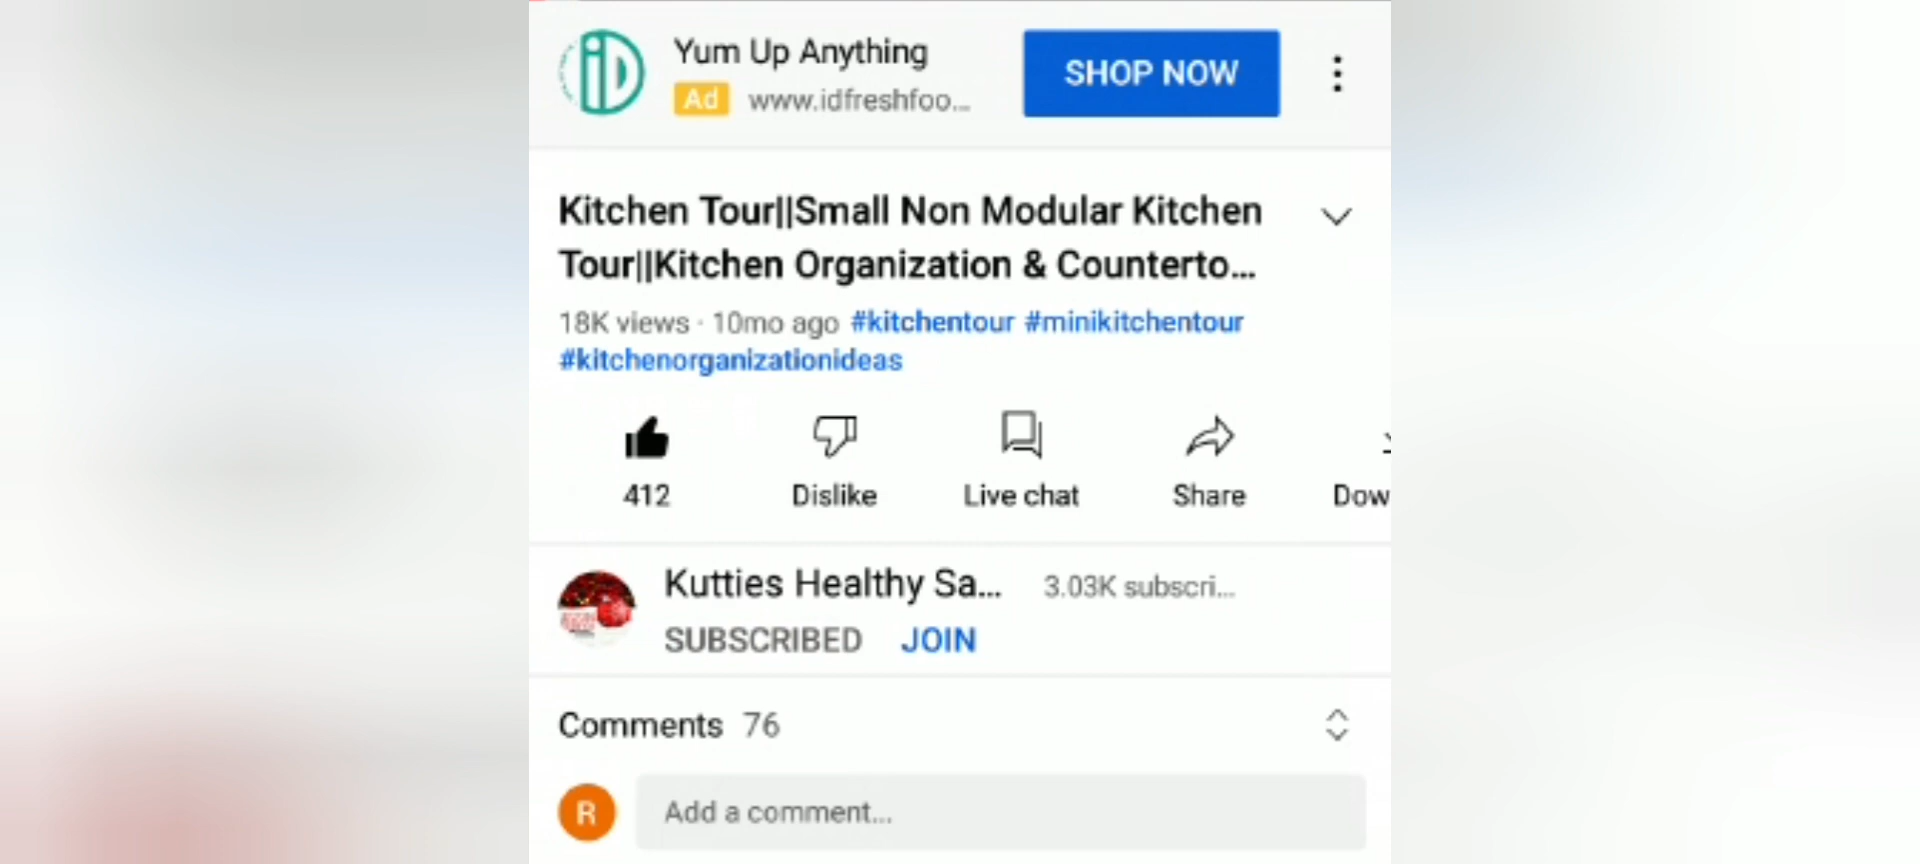 iD
Yum Up Anything
Ad www.idfreshfoo...
SHOP NOW
Kitchen Tour||Small Non Modular Kitchen
Tour||Kitchen Organization & Counterto...
18K views · 10mo ago #kitchentour #minikitchentour
#kitchenorganizationideas
412 Dislike Live chat Share Dow
Kutties Healthy Sa... 3.03K subscri...
SUBSCRIBED JOIN
Comments 76
R Add a comment...